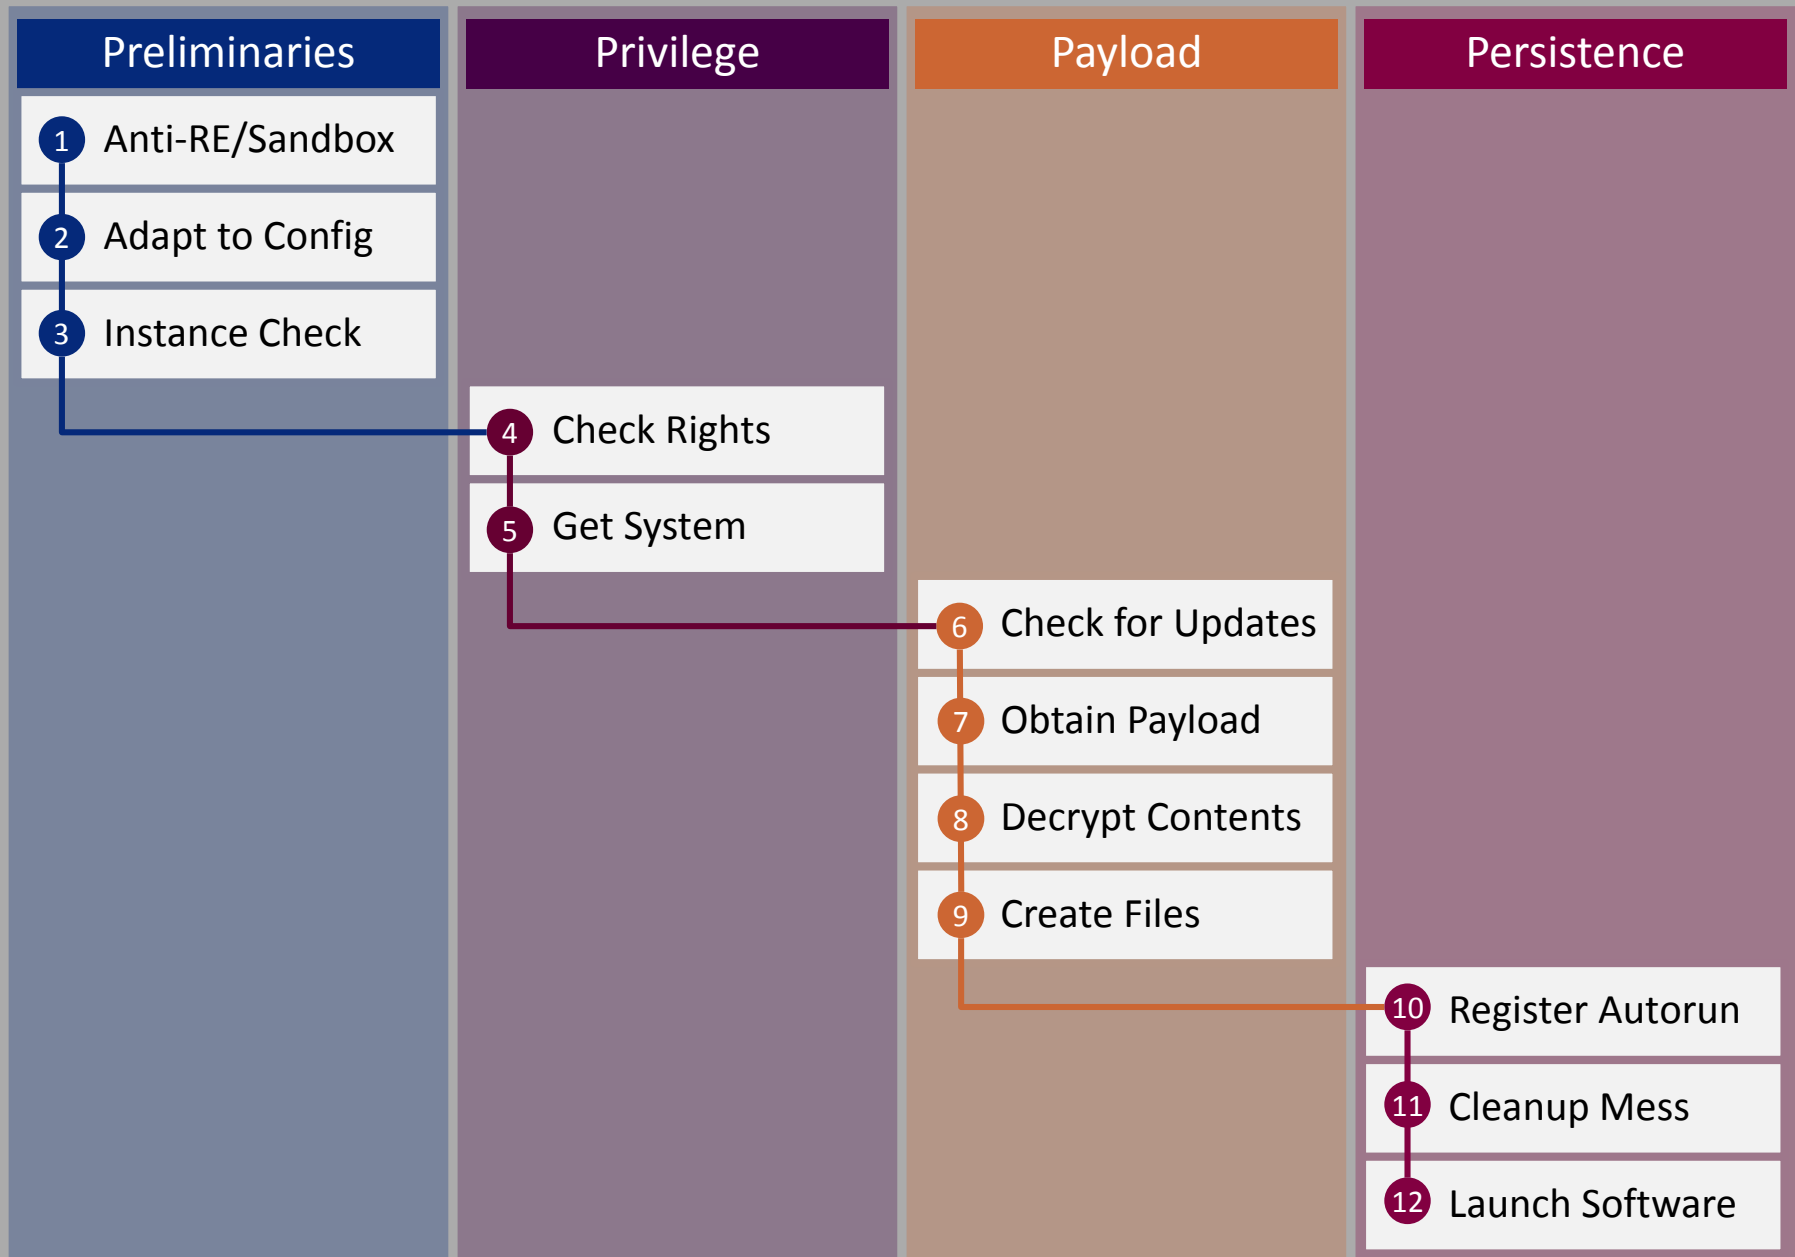 Preliminaries
Privilege
Payload
Persistence
1 Anti-RE/Sandbox
2 Adapt to Config
3 Instance Check
4 Check Rights
5 Get System
6 Check for Updates
7 Obtain Payload
8 Decrypt Contents
9 Create Files
10 Register Autorun
11 Cleanup Mess
12 Launch Software